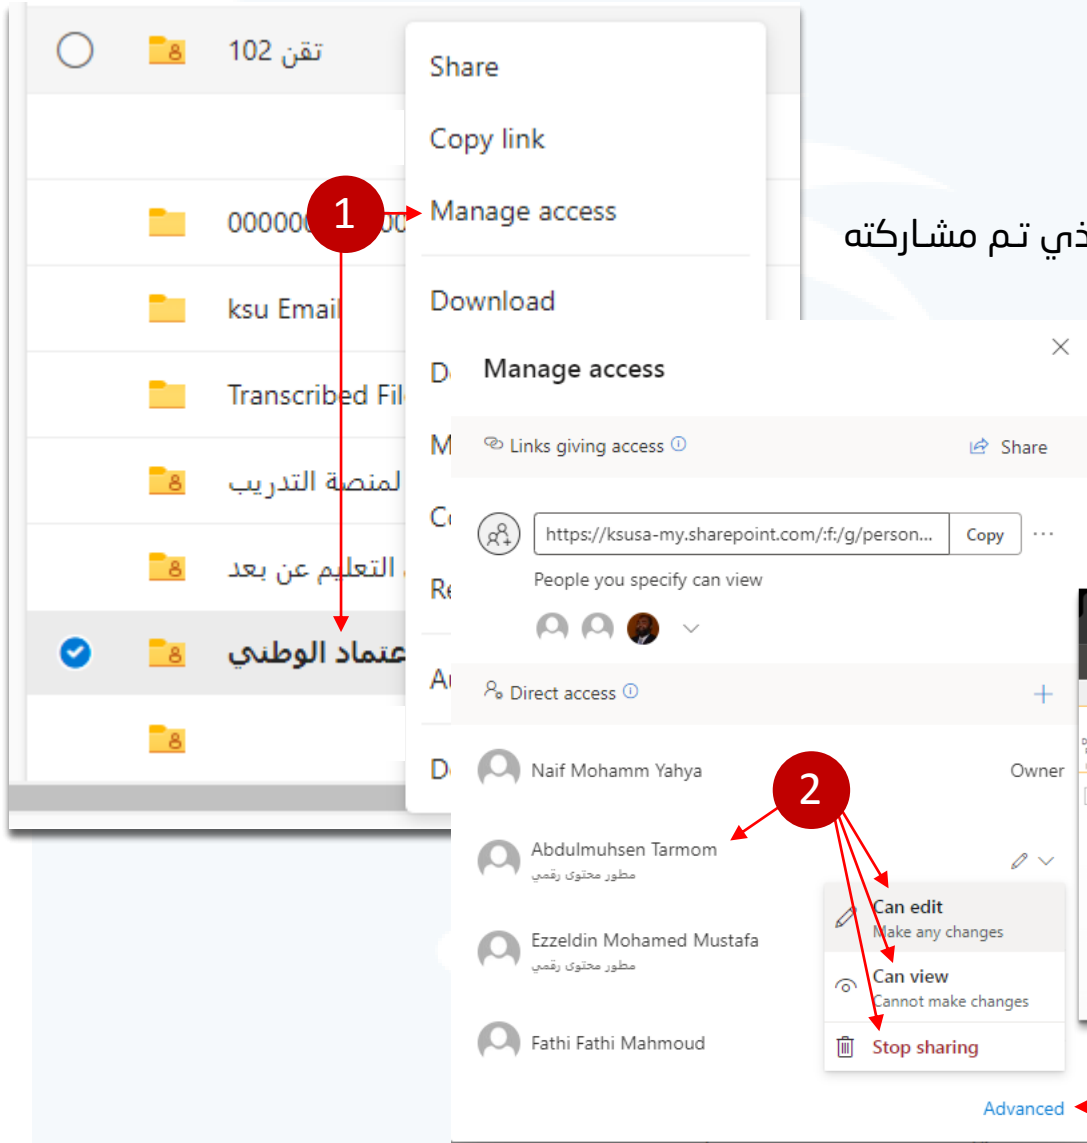 تقن 102
Share
Copy link
1
Manage access
ذي تم مشاركته
ksu Email
Download
Transcribed
لمنصة التدريب
التعليم عن بعد
عتماد الوطني
Manage access
Links giving access
Share
https://ksusa-my.sharepoint.com/:f:/g/person...
Copy
...
People you specify can view
Direct access
Naif Mohamm Yahya
Owner
2
Abdulmuhsen Tarmom
مطور محتوى رقمي
Can edit
Make any changes
Ezzeldin Mohamed Mustafa
مطور محتوى رقمي
Can view
Cannot make changes
Fathi Fathi Mahmoud
Stop sharing
Advanced